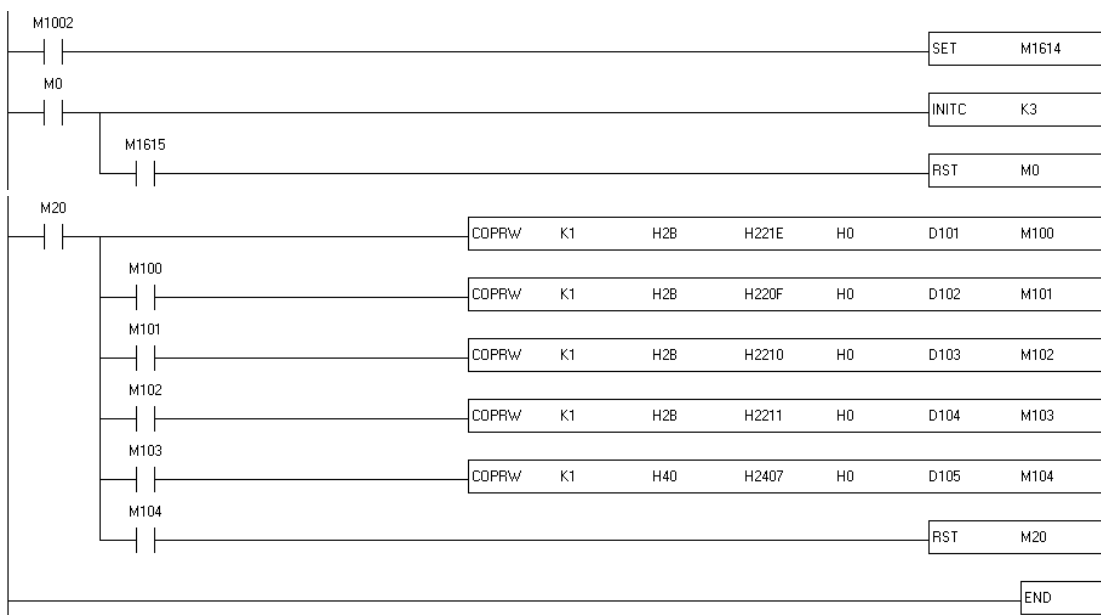 M1002
SET M1614
M0
INITC K3
M1615
RST M0
M20
COPRW K1 H2B H221E H0 D101 M100
M100
COPRW K1 H2B H220F H0 D102 M101
M101
COPRW K1 H2B H2210 H0 D103 M102
M102
COPRW K1 H2B H2211 H0 D104 M103
M103
COPRW K1 H40 H2407 H0 D105 M104
M104
RST M20
END